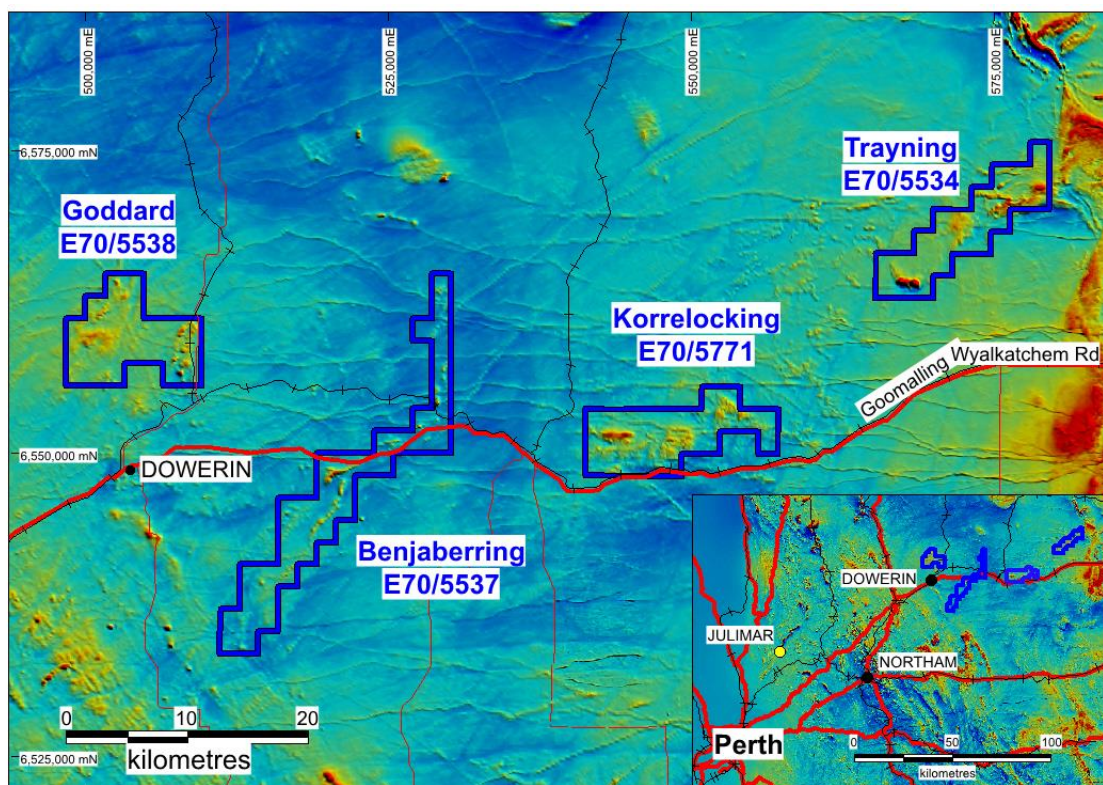 500,000 mE
525,000 mE
550,000 mE
575,000 mE
6,575,000 mN
Trayning
E70/5534
Goddard
E70/5538
Korrelocking
E70/5771
Goomalling Wyalkatchem Rd
6,550,000 mN
DOWERIN
Benjaberring
E70/5537
0 10 20
kilometres
6,525,000 mN
DOWERIN
JULIMAR
NORTHAM
Perth
0 50 100
kilometres